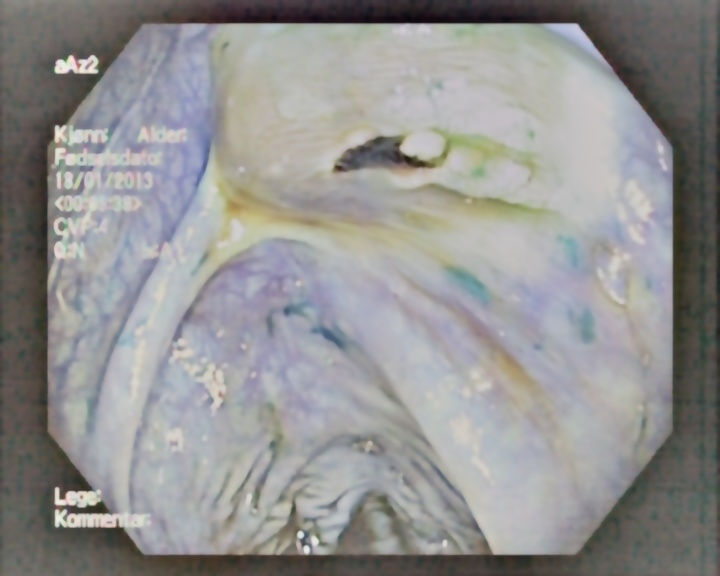 aAz2
Kjønn: Alder:
Fødselsdato:
18/01/2013
CVP:4
Lege:
Kommentar: